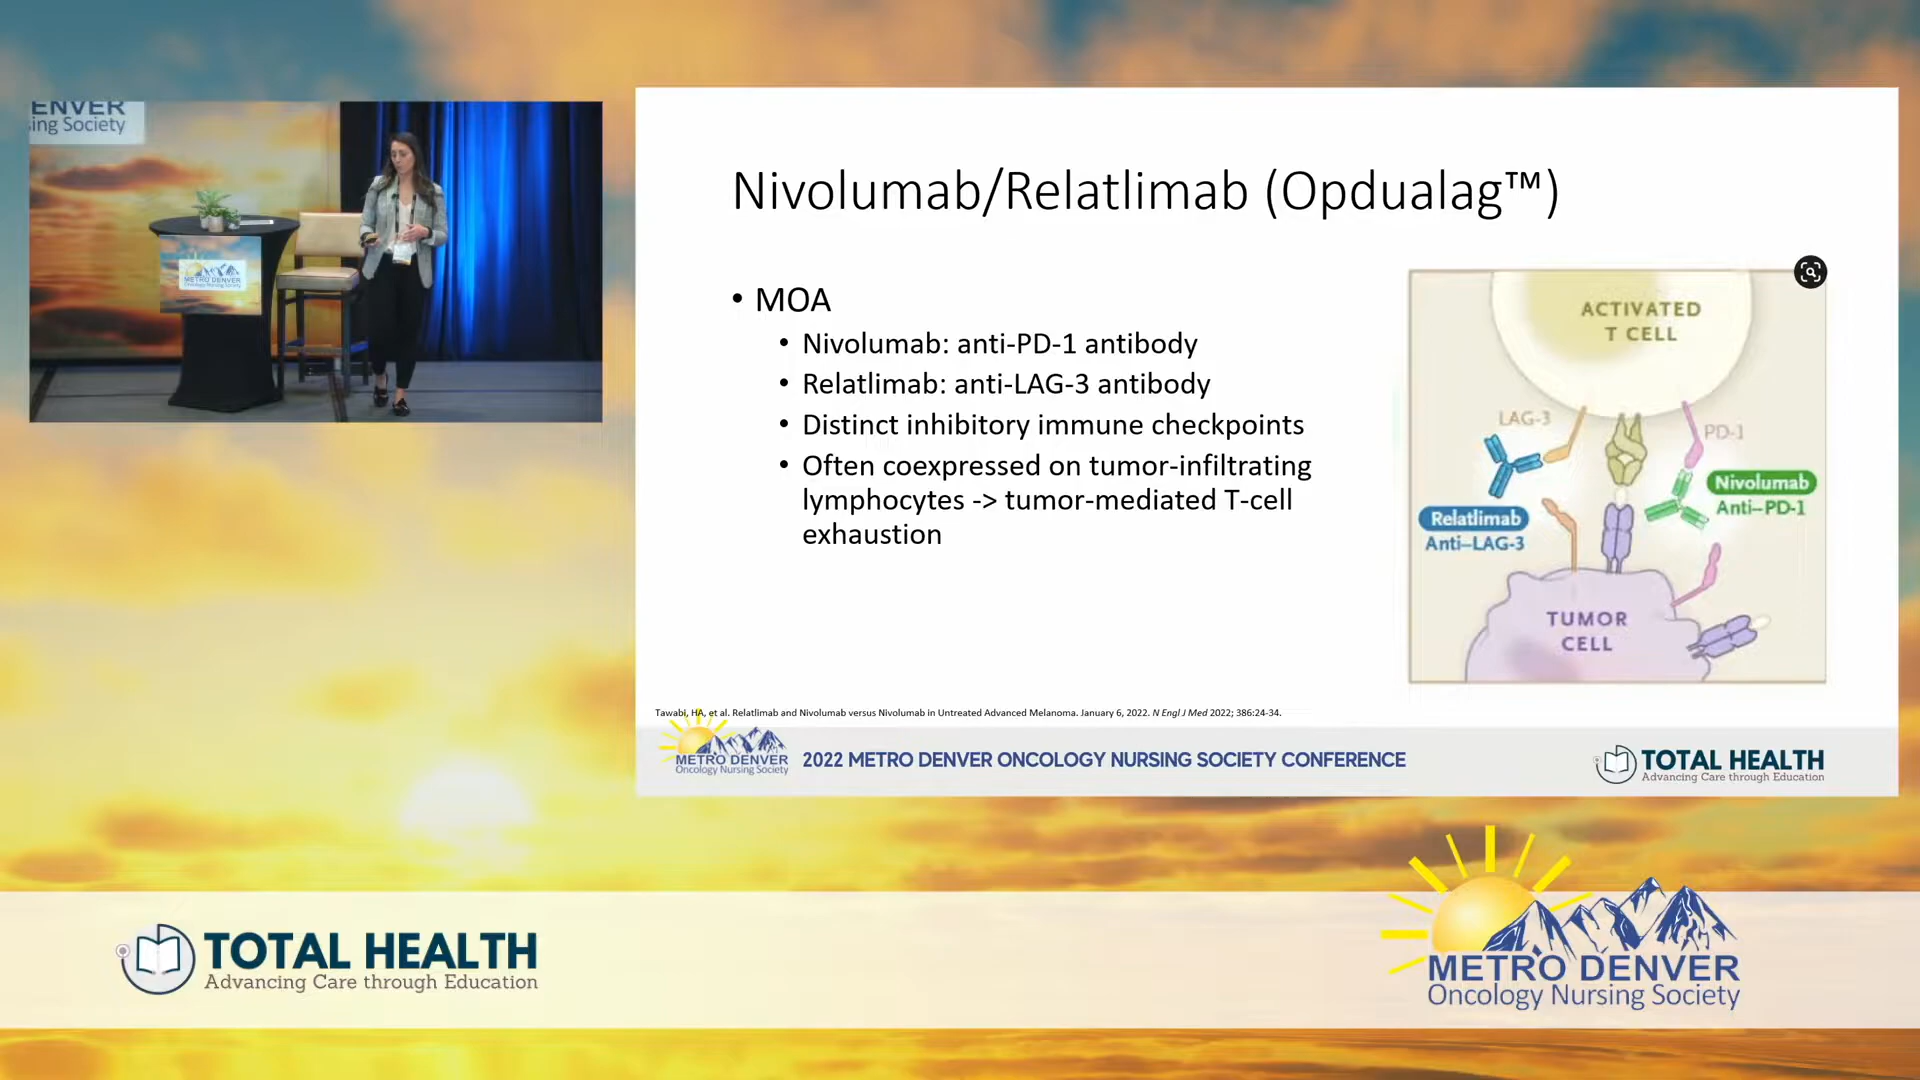 ENVER
ing Society
METRO DENVER
Oncology Nursing Society
Nivolumab/Relatlimab (Opdualag™)
• MOA
• Nivolumab: anti-PD-1 antibody
• Relatlimab: anti-LAG-3 antibody
• Distinct inhibitory immune checkpoints
• Often coexpressed on tumor-infiltrating
lymphocytes -> tumor-mediated T-cell
exhaustion
ACTIVATED
T CELL
LAG-3
PD-1
Nivolumab
Anti–PD-1
Relatlimab
Anti–LAG-3
TUMOR
CELL
Tawabi, HA, et al. Relatlimab and Nivolumab versus Nivolumab in Untreated Advanced Melanoma. January 6, 2022. N Engl J Med 2022; 386:24-34.
METRO DENVER
Oncology Nursing Society
2022 METRO DENVER ONCOLOGY NURSING SOCIETY CONFERENCE
TOTAL HEALTH
Advancing Care through Education
TOTAL HEALTH
Advancing Care through Education
METRO DENVER
Oncology Nursing Society